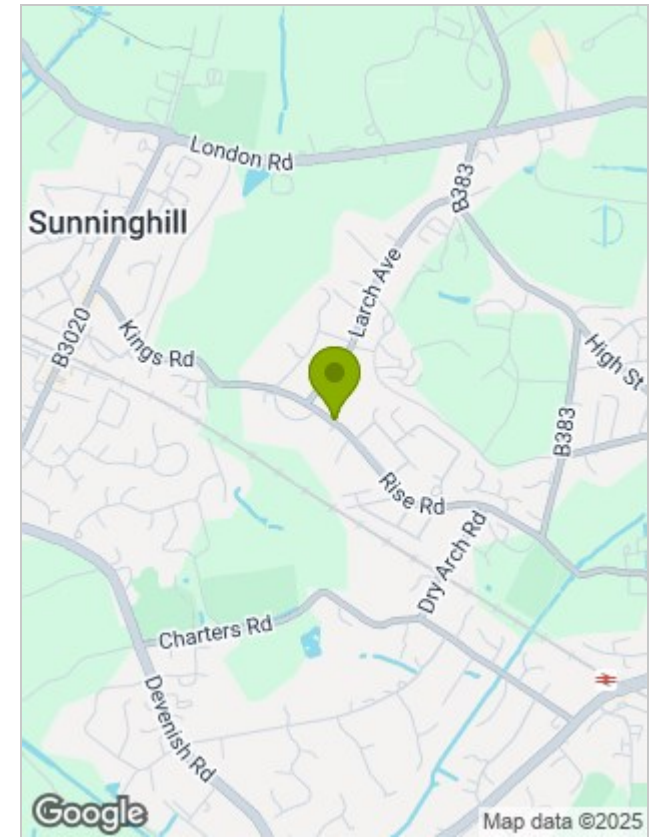 London Rd
B383
Sunninghill
Larch Ave
B3020
Kings Rd
High St
B383
Rise Rd
Dry Arch Rd
Charters Rd
Devenish Rd
Google
Map data ©2025